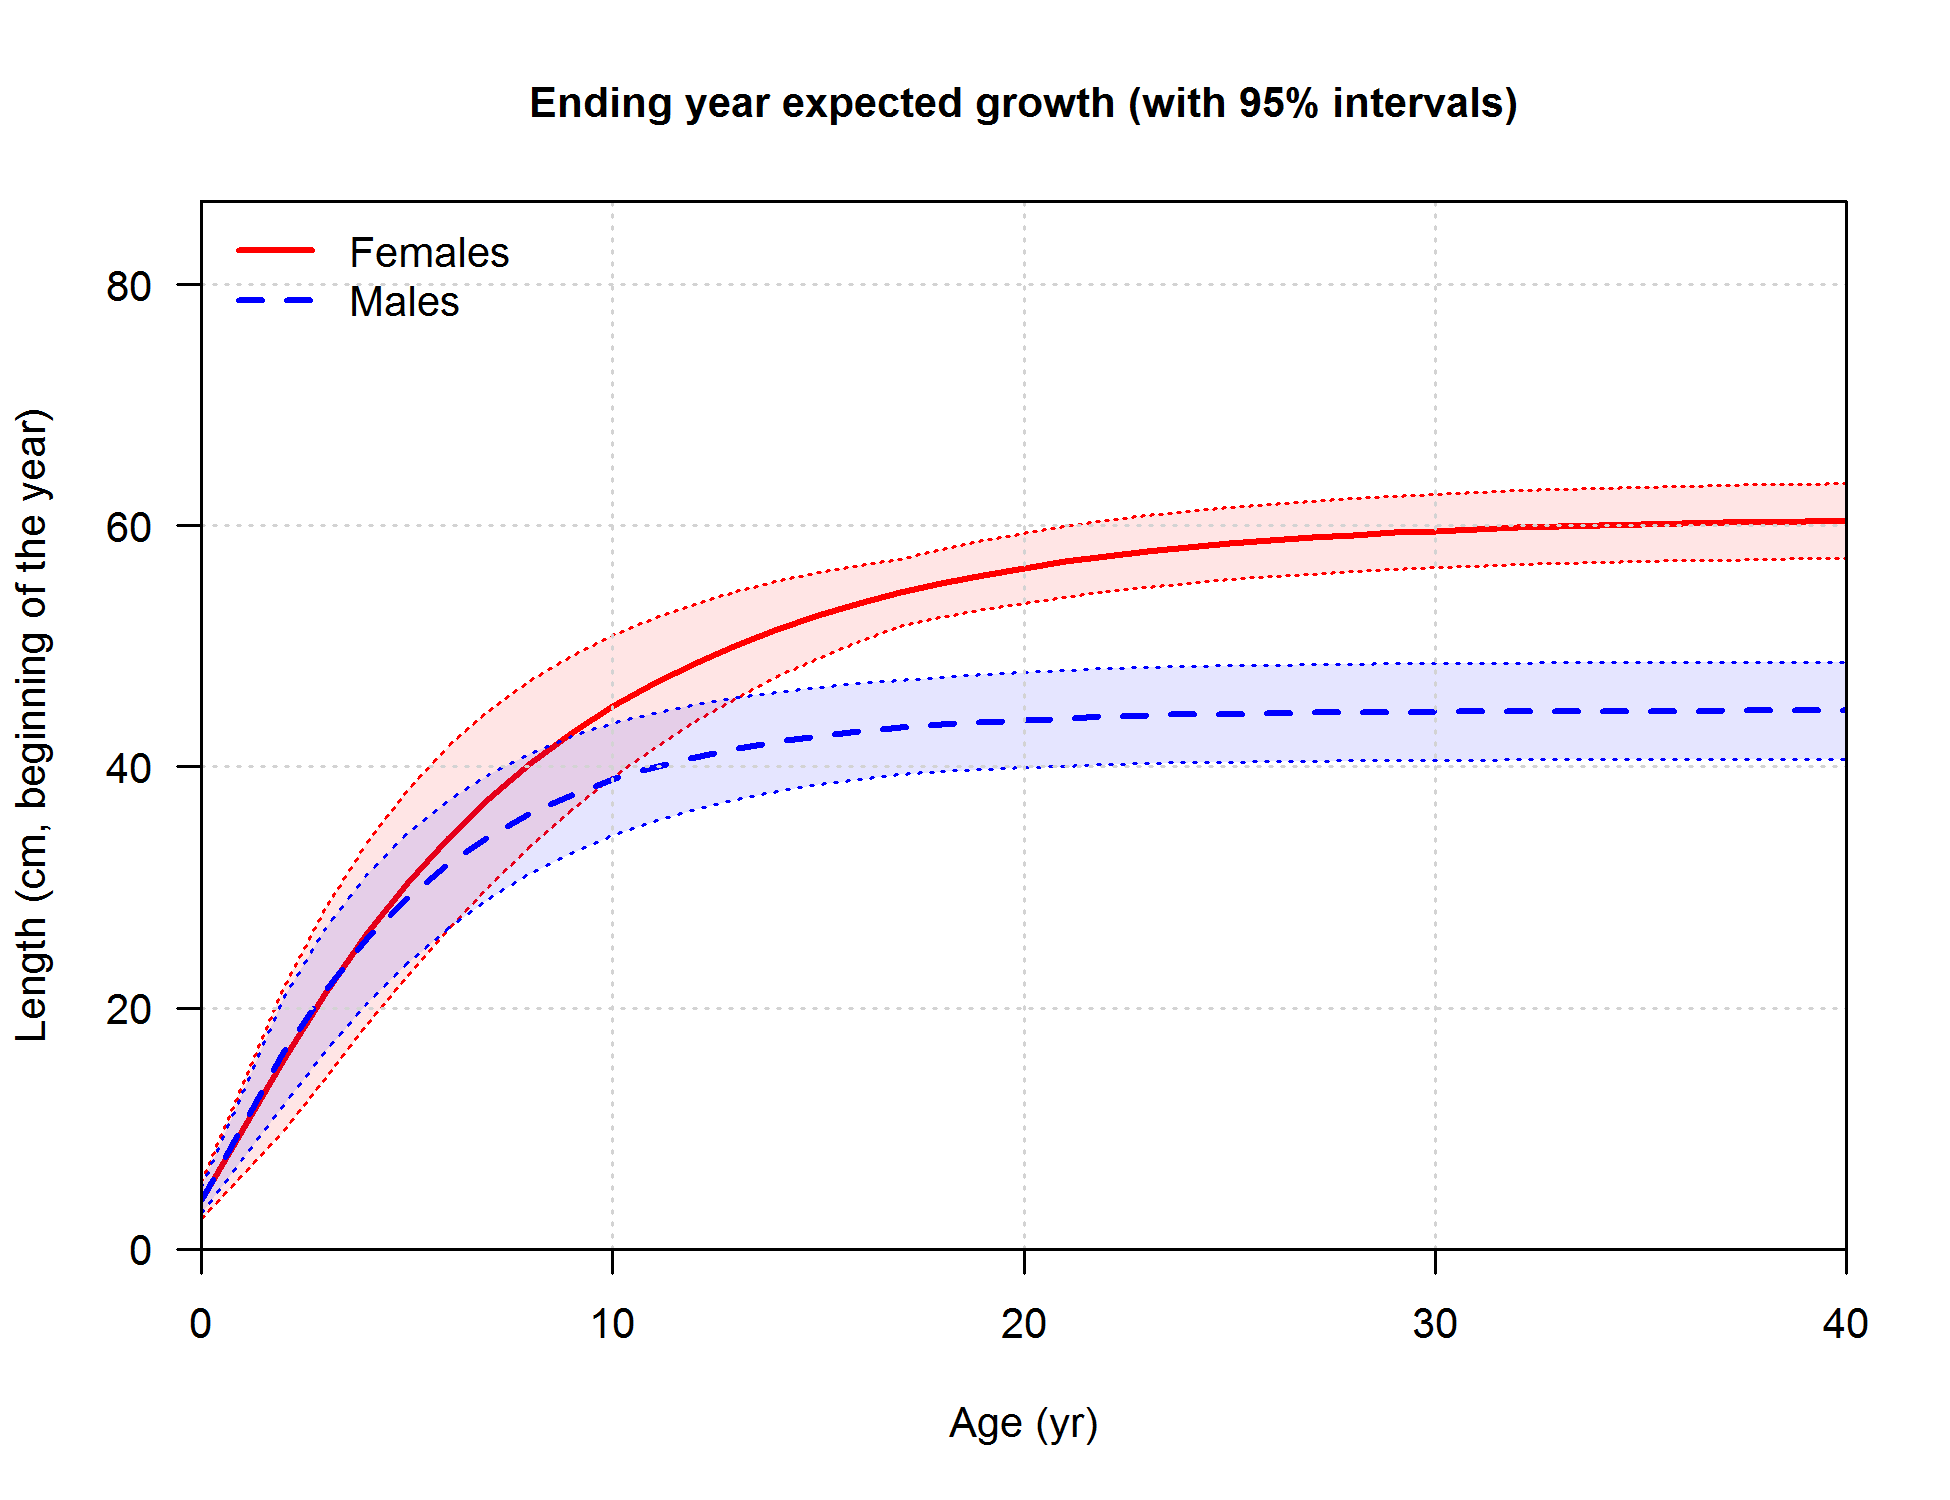 Ending year expected growth (with 95% intervals)
Females
Males
Length (cm, beginning of the year)
80
60
40
20
0
0 10 20 30 40
Age (yr)